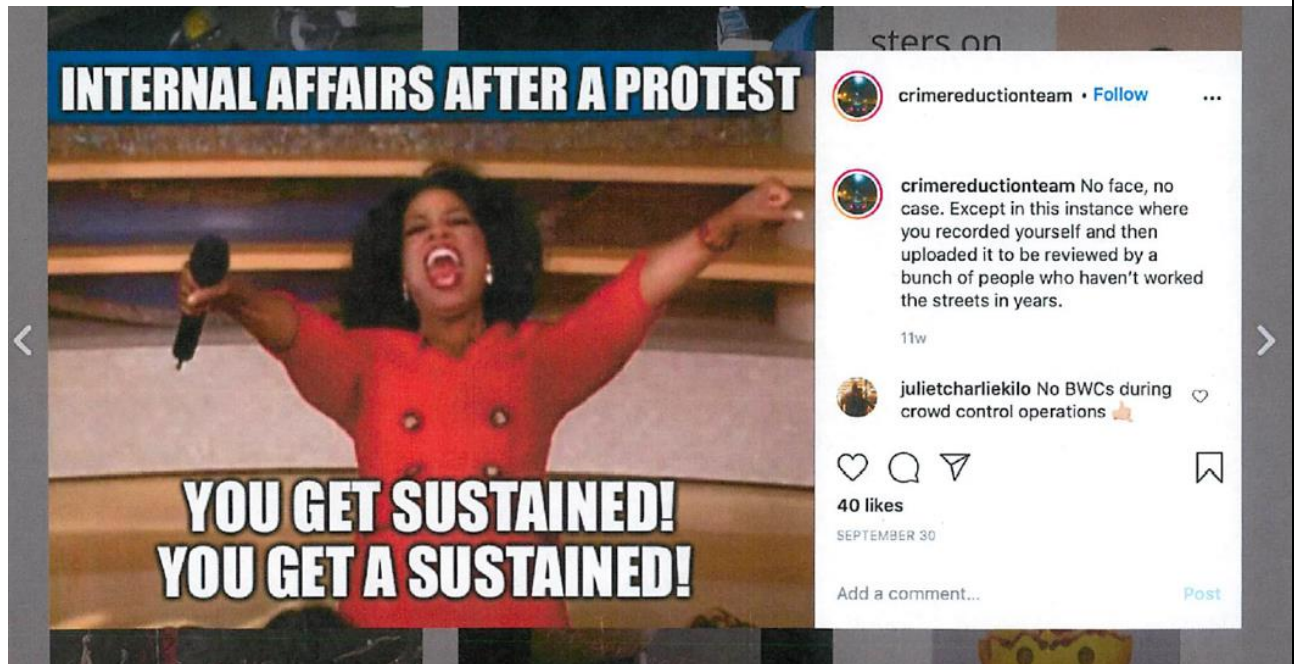 sters on
INTERNAL AFFAIRS AFTER A PROTEST
YOU GET SUSTAINED!
YOU GET A SUSTAINED!
crimereductionteam • Follow
crimereductionteam No face, no
case. Except in this instance where
you recorded yourself and then
uploaded it to be reviewed by a
bunch of people who haven't worked
the streets in years.
11w
julietcharliekilo No BWCs during
crowd control operations 🤙🏻
40 likes
SEPTEMBER 30
Add a comment...
Post